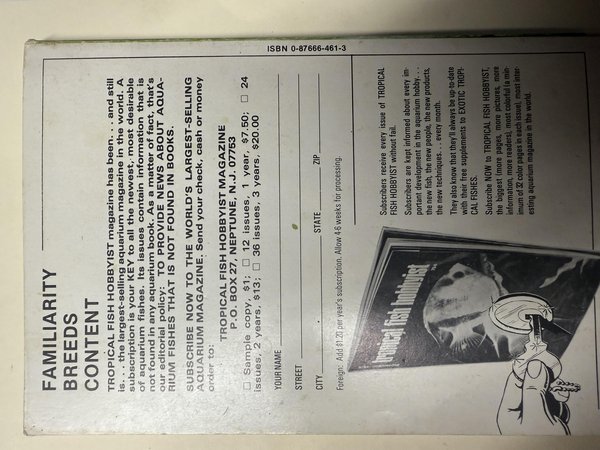 ISBN 0-87666-461-3
FAMILIARITY
BREEDS
CONTENT
TROPICAL FISH HOBBYIST magazine has been. . . and still
is. . . the largest-selling aquarium magazine in the world. A
subscription is your KEY to all the newest, most desirable
of aquarium fishes. Its issues contain information that is
not found in any aquarium book. As a matter of fact, that's
our editorial policy: TO PROVIDE NEWS ABOUT AQUA-
RIUM FISHES THAT IS NOT FOUND IN BOOKS.
SUBSCRIBE NOW TO THE WORLD'S LARGEST-SELLING
AQUARIUM MAGAZINE. Send your check, cash or money
order to:
TROPICAL FISH HOBBYIST MAGAZINE
P.O. BOX 27, NEPTUNE, N.J. 07753
□ Sample copy, $1; □ 12 issues, 1 year, $7.50; □ 24
issues, 2 years, $13; □ 36 issues, 3 years, $20.00
YOUR NAME
STREET
CITY STATE ZIP
Foreign: Add $1.20 per year's subscription. Allow 4-6 weeks for processing.
Subscribers receive every issue of TROPICAL
FISH HOBBYIST without fail.
Subscribers are kept informed about every im-
portant development in the aquarium hobby . . .
the new fish, the new people, the new products,
the new techniques . . . every month.
They also know that they'll always be up-to-date
with their free supplements to EXOTIC TROPI-
CAL FISHES.
Subscribe NOW to TROPICAL FISH HOBBYIST,
the biggest (more pages, more pictures, more
information, more readers), most colorful (a min-
imum of 32 color pages in each issue), most inter-
esting aquarium magazine in the world.
tropical fish hobbyist